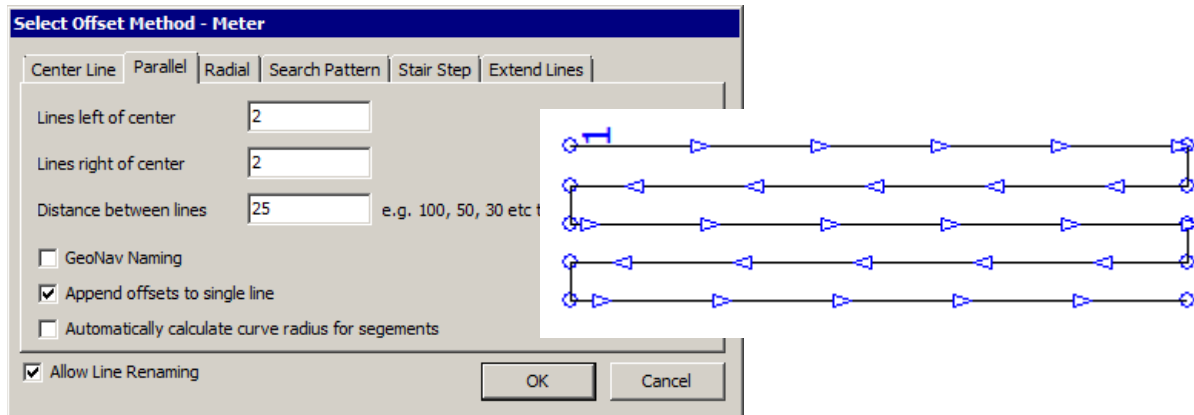 Select Offset Method - Meter
Center Line Parallel Radial Search Pattern Stair Step Extend Lines
Lines left of center 2
Lines right of center 2
Distance between lines 25 e.g. 100, 50, 30 etc
GeoNav Naming
Append offsets to single line
Automatically calculate curve radius for segements
Allow Line Renaming
OK Cancel
1